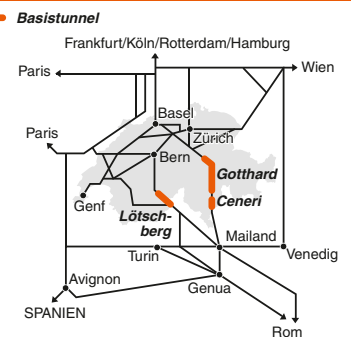 Basistunnel
Frankfurt/Köln/Rotterdam/Hamburg
Paris
Wien
Basel
Paris
Zürich
Bern
Gotthard
Genf
Ceneri
Lötsch-
berg
Mailand
Turin
Venedig
Avignon
Genua
SPANIEN
Rom